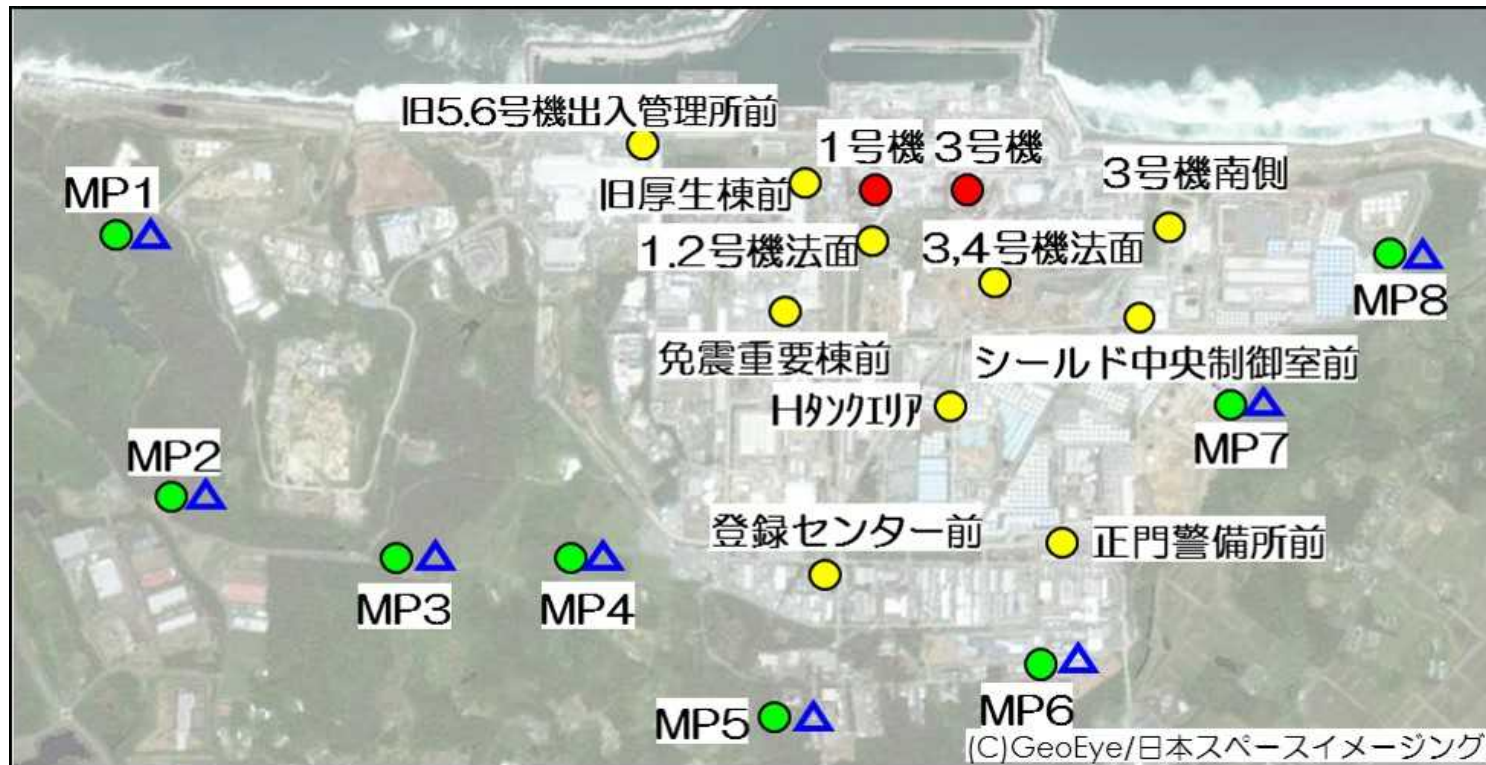 旧5.6号機出入管理所前
1号機
3号機
3号機南側
MP1
旧厚生棟前
1.2号機法面
3,4号機法面
MP8
免震重要棟前
シールド中央制御室前
Hタンクエリア
MP7
MP2
登録センター前
正門警備所前
MP3
MP4
MP5
MP6
(C)GeoEye/日本スペースイメージング